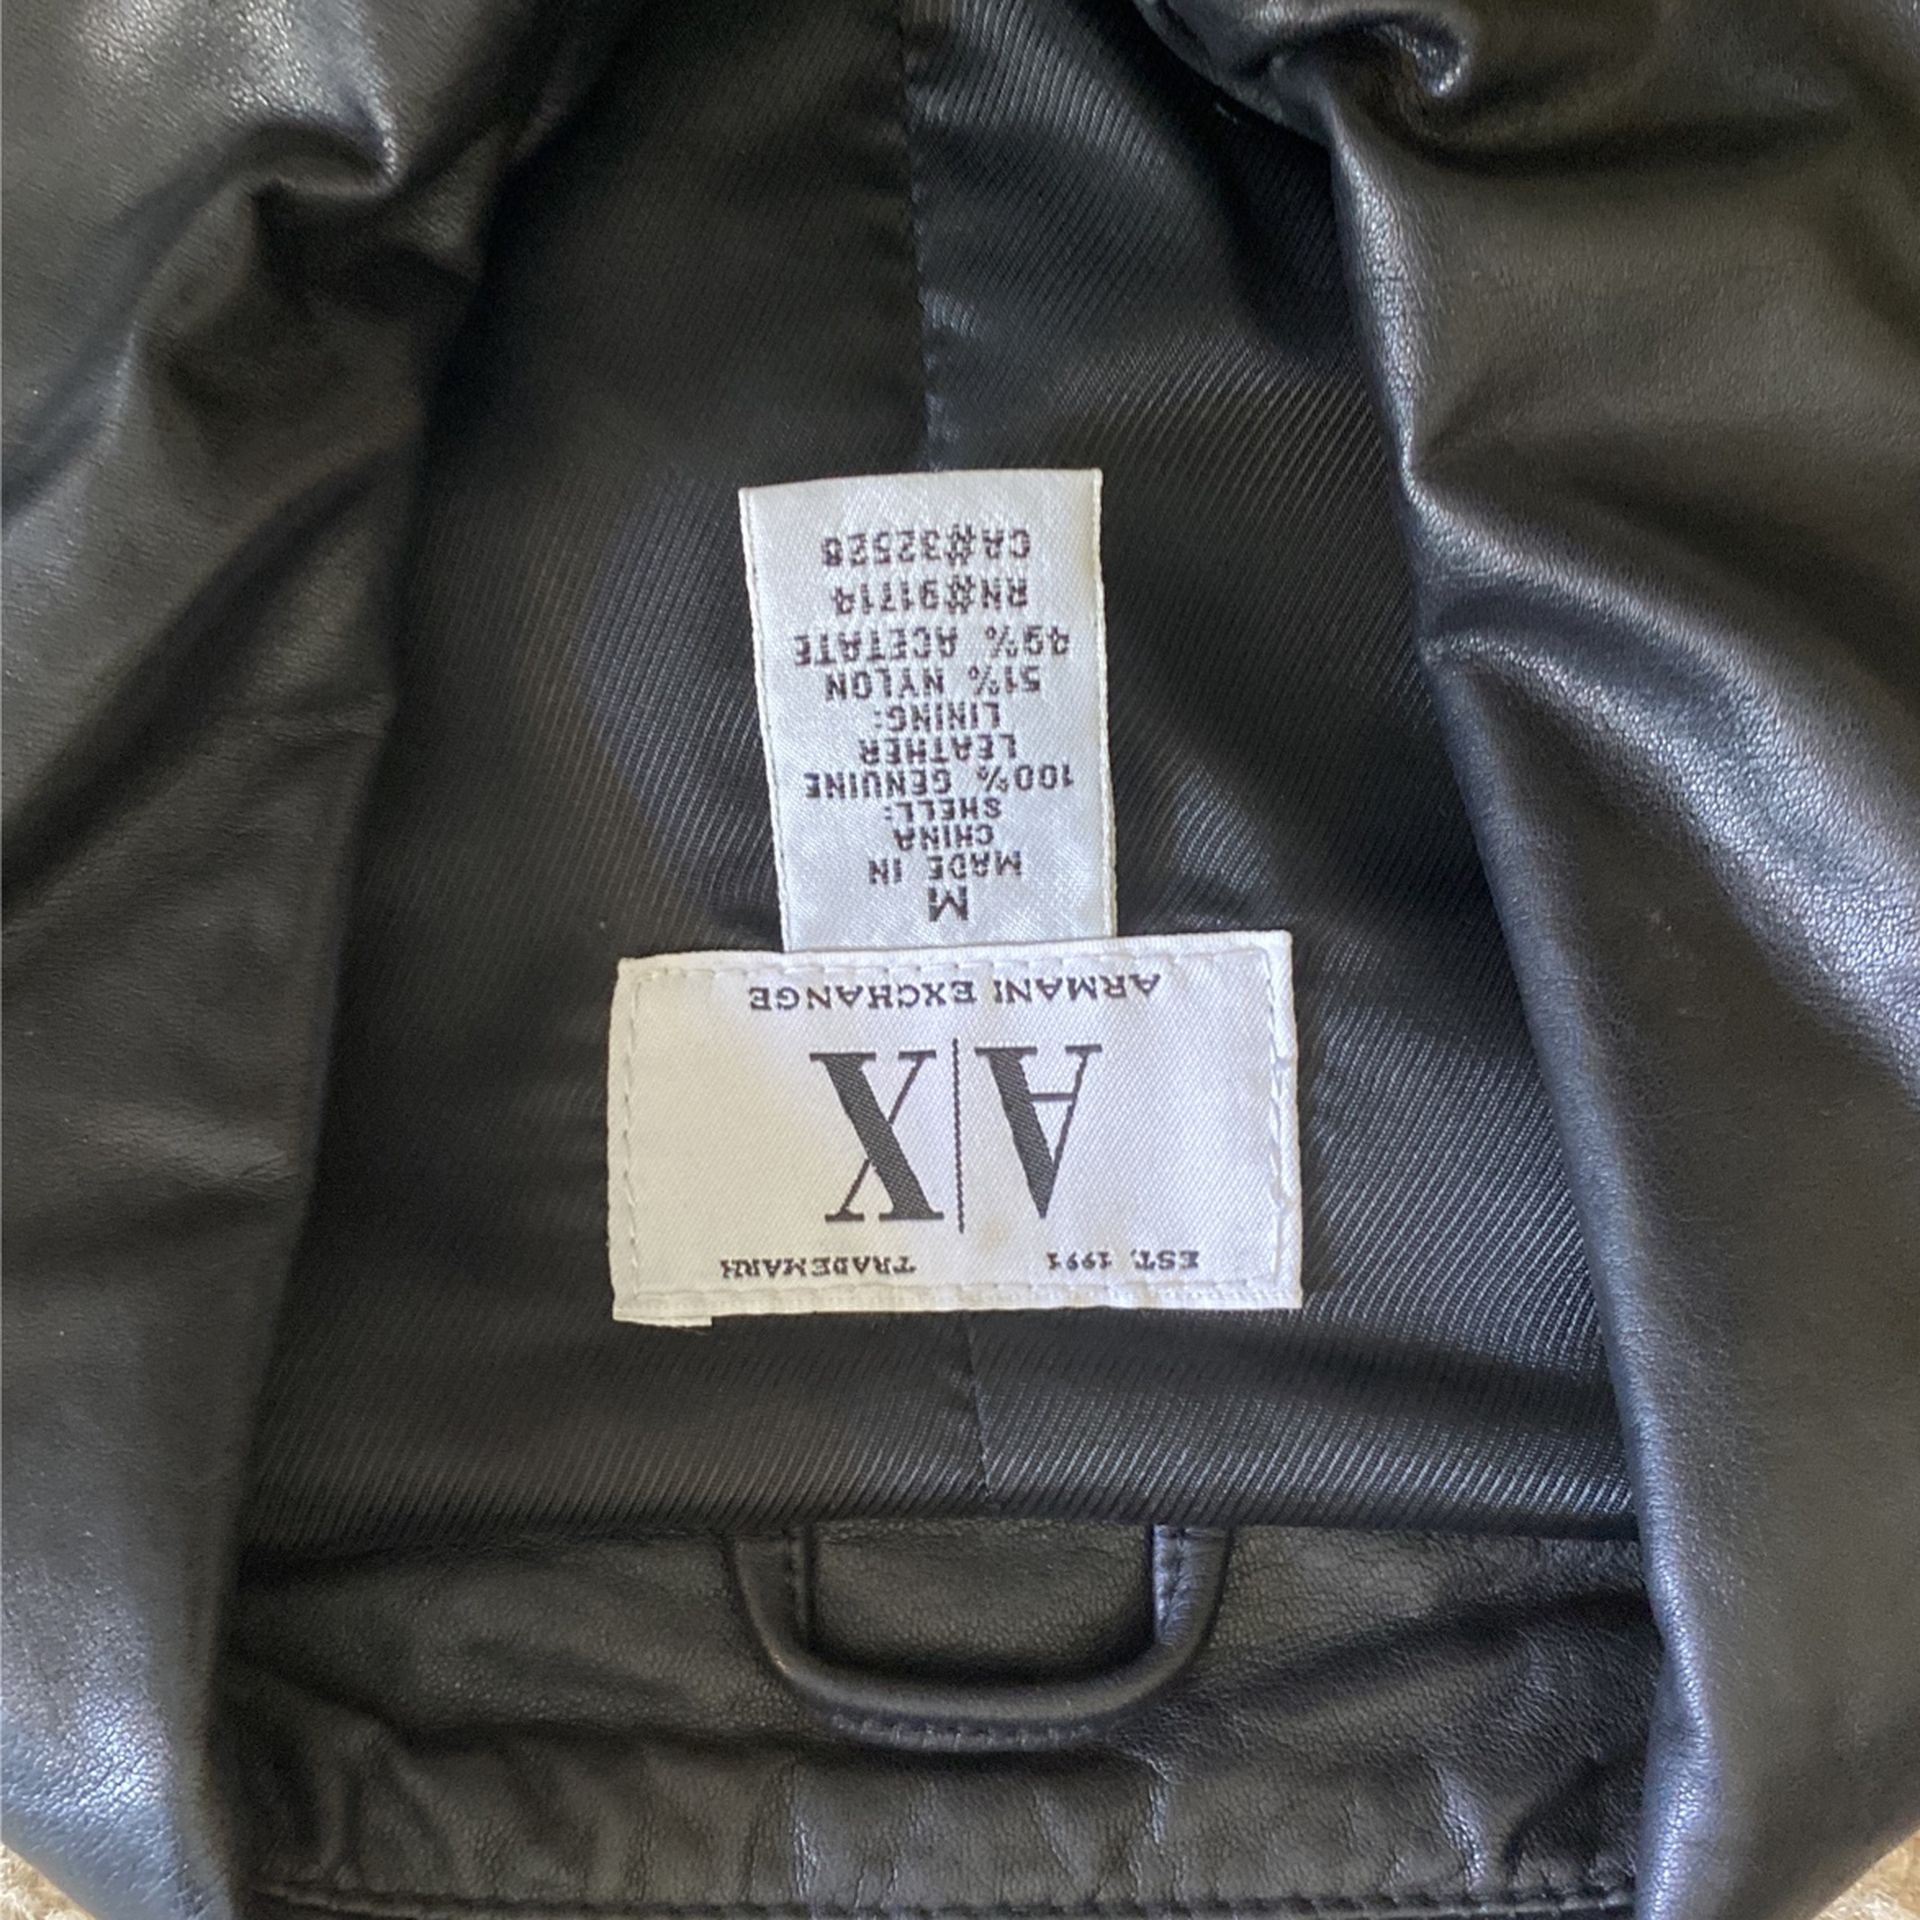 EST. 1991 TRADEMARK
A|X
ARMANI EXCHANGE
M
MADE IN
CHINA
SHELL:
100% GENUINE
LEATHER
LINING:
51% NYLON
49% ACETATE
RN#91714
CA#32528